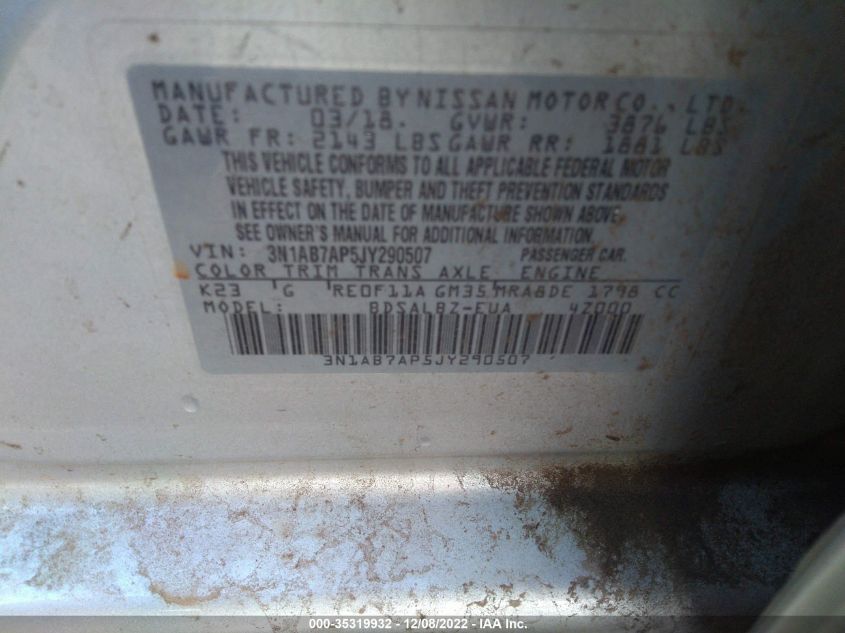 MANUFACTURED BY NISSAN MOTOR CO., LTD.
DATE: 03/18. GVWR: 3876 LBS
GAWR FR: 2143 LBS GAWR RR: 1881 LBS
THIS VEHICLE CONFORMS TO ALL APPLICABLE FEDERAL MOTOR
VEHICLE SAFETY, BUMPER AND THEFT PREVENTION STANDARDS
IN EFFECT ON THE DATE OF MANUFACTURE SHOWN ABOVE.
SEE OWNER'S MANUAL FOR ADDITIONAL INFORMATION.
VIN: 3N1AB7AP5JY290507 PASSENGER CAR.
COLOR TRIM TRANS AXLE ENGINE
K23 G RE0F11A GM35 MRA8DE 1798 CC
MODEL: BDSALBZ-EUA 4Z000
3N1AB7AP5JY290507
000-35319932 - 12/08/2022 - IAA Inc.